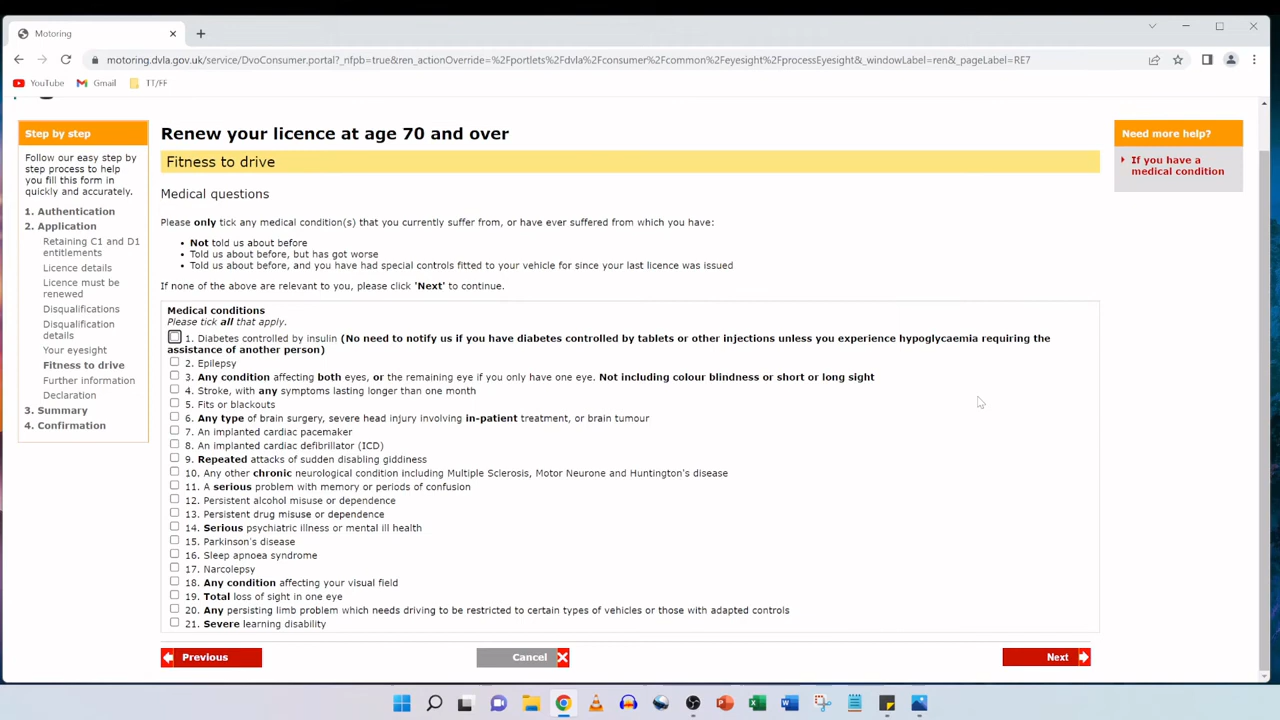 Motoring
motoring.dvla.gov.uk/service/DvoConsumer.portal?_nfpb=true&ren_actionOverride=%2Fportlets%2Fdvla%2Fconsumer%2Fcommon%2Feyesight%2FprocessEyesight&_windowLabel=ren&_pageLabel=RE7
YouTube
Gmail
TT/FF
Step by step
Follow our easy step by
step process to help
you fill this form in
quickly and accurately.
1. Authentication
2. Application
Retaining C1 and D1
entitlements
Licence details
Licence must be
renewed
Disqualifications
Disqualification
details
Your eyesight
Fitness to drive
Further information
Declaration
3. Summary
4. Confirmation
Renew your licence at age 70 and over
Fitness to drive
Medical questions
Please only tick any medical condition(s) that you currently suffer from, or have ever suffered from which you have:
Not told us about before
Told us about before, but has got worse
Told us about before, and you have had special controls fitted to your vehicle for since your last licence was issued
If none of the above are relevant to you, please click 'Next' to continue.
Medical conditions
Please tick all that apply.
1. Diabetes controlled by insulin (No need to notify us if you have diabetes controlled by tablets or other injections unless you experience hypoglycaemia requiring the
assistance of another person)
2. Epilepsy
3. Any condition affecting both eyes, or the remaining eye if you only have one eye. Not including colour blindness or short or long sight
4. Stroke, with any symptoms lasting longer than one month
5. Fits or blackouts
6. Any type of brain surgery, severe head injury involving in-patient treatment, or brain tumour
7. An implanted cardiac pacemaker
8. An implanted cardiac defibrillator (ICD)
9. Repeated attacks of sudden disabling giddiness
10. Any other chronic neurological condition including Multiple Sclerosis, Motor Neurone and Huntington's disease
11. A serious problem with memory or periods of confusion
12. Persistent alcohol misuse or dependence
13. Persistent drug misuse or dependence
14. Serious psychiatric illness or mental ill health
15. Parkinson's disease
16. Sleep apnoea syndrome
17. Narcolepsy
18. Any condition affecting your visual field
19. Total loss of sight in one eye
20. Any persisting limb problem which needs driving to be restricted to certain types of vehicles or those with adapted controls
21. Severe learning disability
Previous
Cancel
Next
Need more help?
If you have a
medical condition